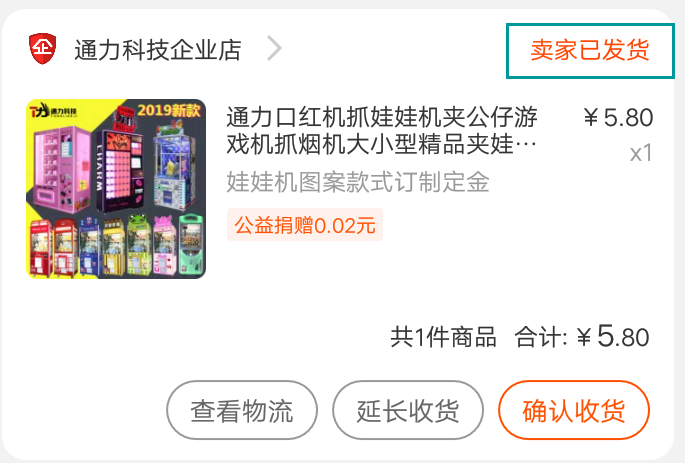 企 通力科技企业店
卖家已发货
通力科技
2019新款
CHARM
通力口红机抓娃娃机夹公仔游
戏机抓烟机大小型精品夹娃…
¥5.80
x1
娃娃机图案款式订制定金
公益捐赠0.02元
共1件商品 合计:¥5.80
查看物流 延长收货 确认收货